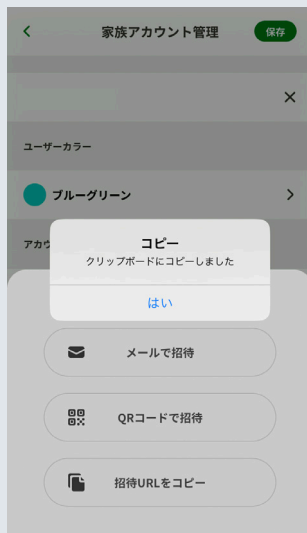 家族アカウント管理
保存
ユーザーカラー
ブルーグリーン
アカウ
コピー
クリップボードにコピーしました
はい
メールで招待
QRコードで招待
招待URLをコピー